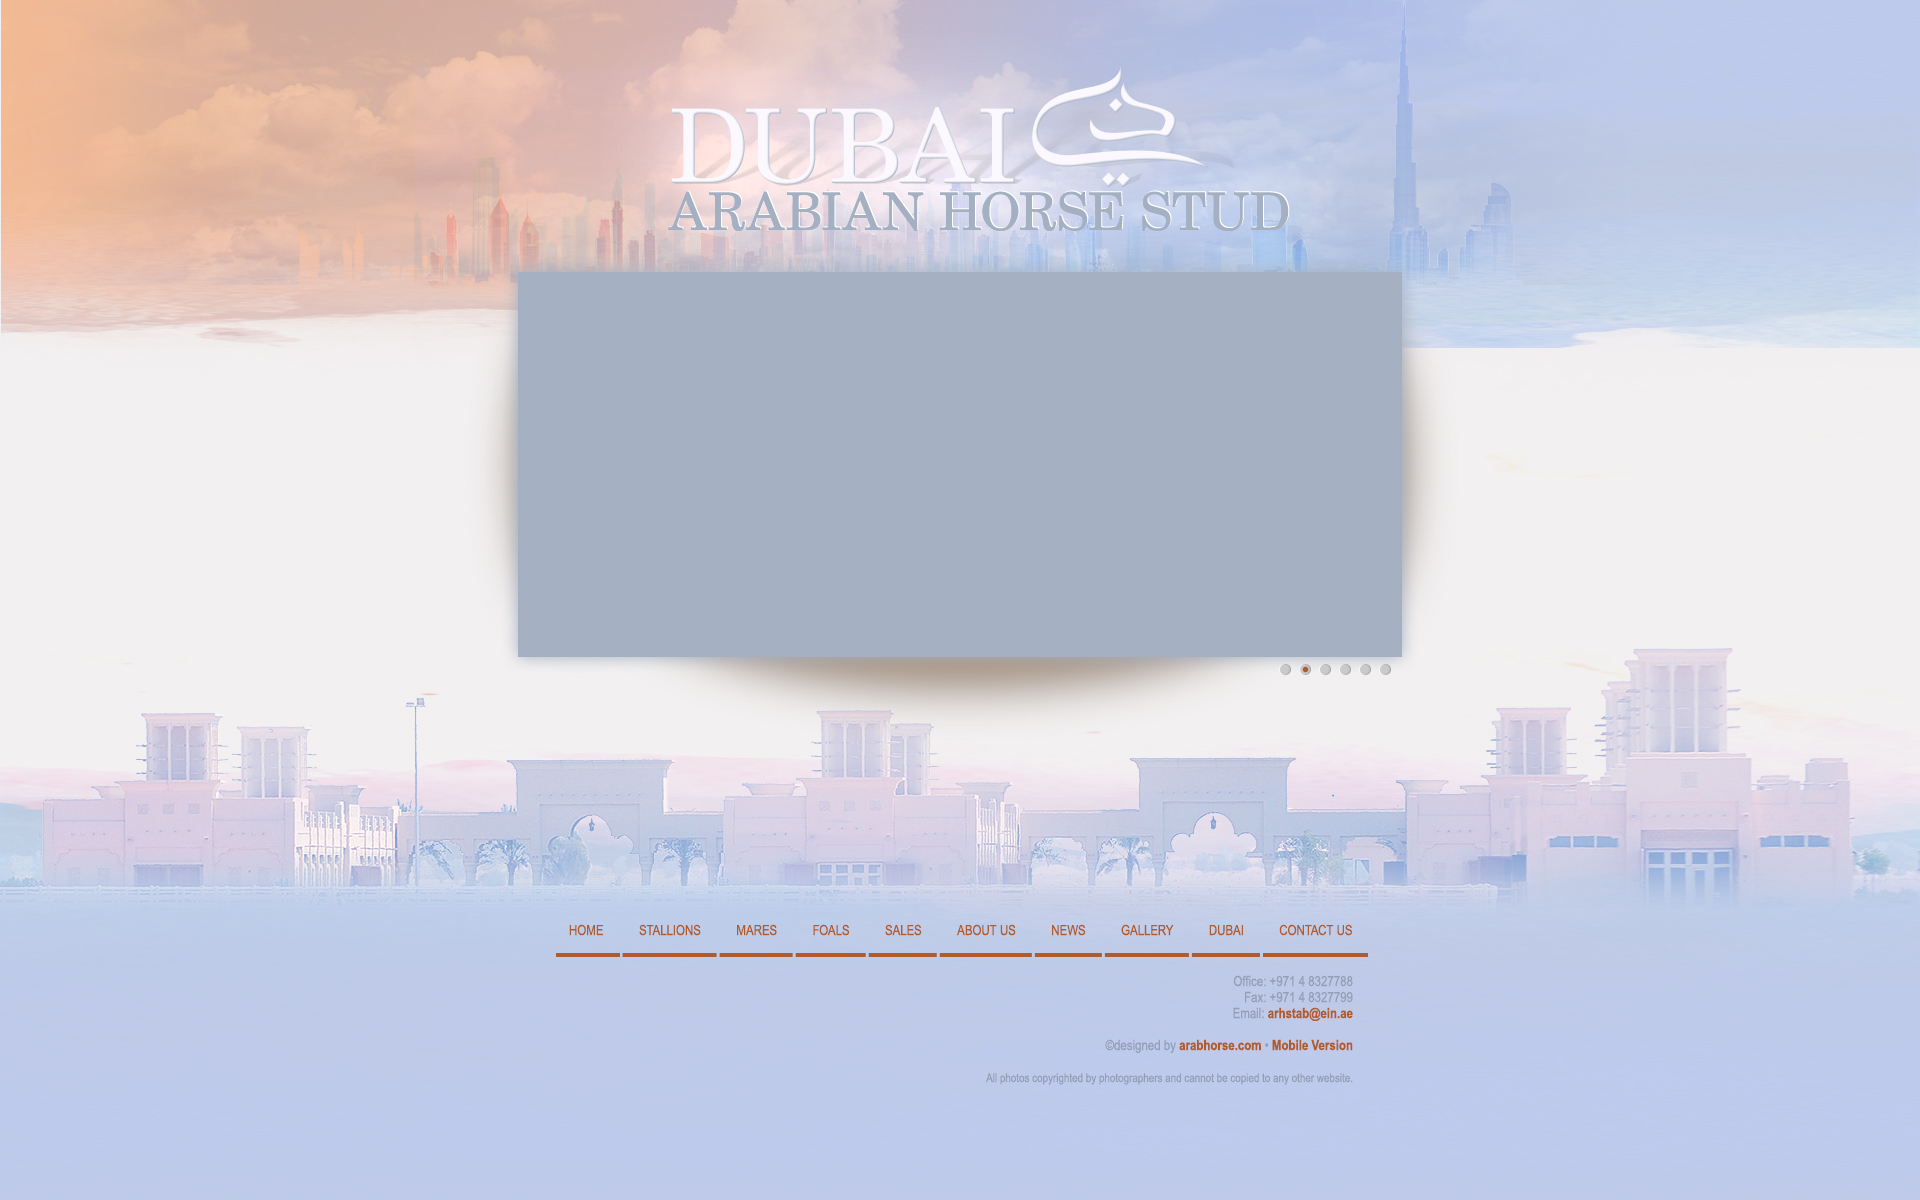 DUBAI
ARABIAN HORSE STUD
HOME STALLIONS MARES FOALS SALES ABOUT US NEWS GALLERY DUBAI CONTACT US
Office: +971 4 8327788
Fax: +971 4 8327799
Email: arhstab@ein.ae
©designed by arabhorse.com • Mobile Version
All photos copyrighted by photographers and cannot be copied to any other website.